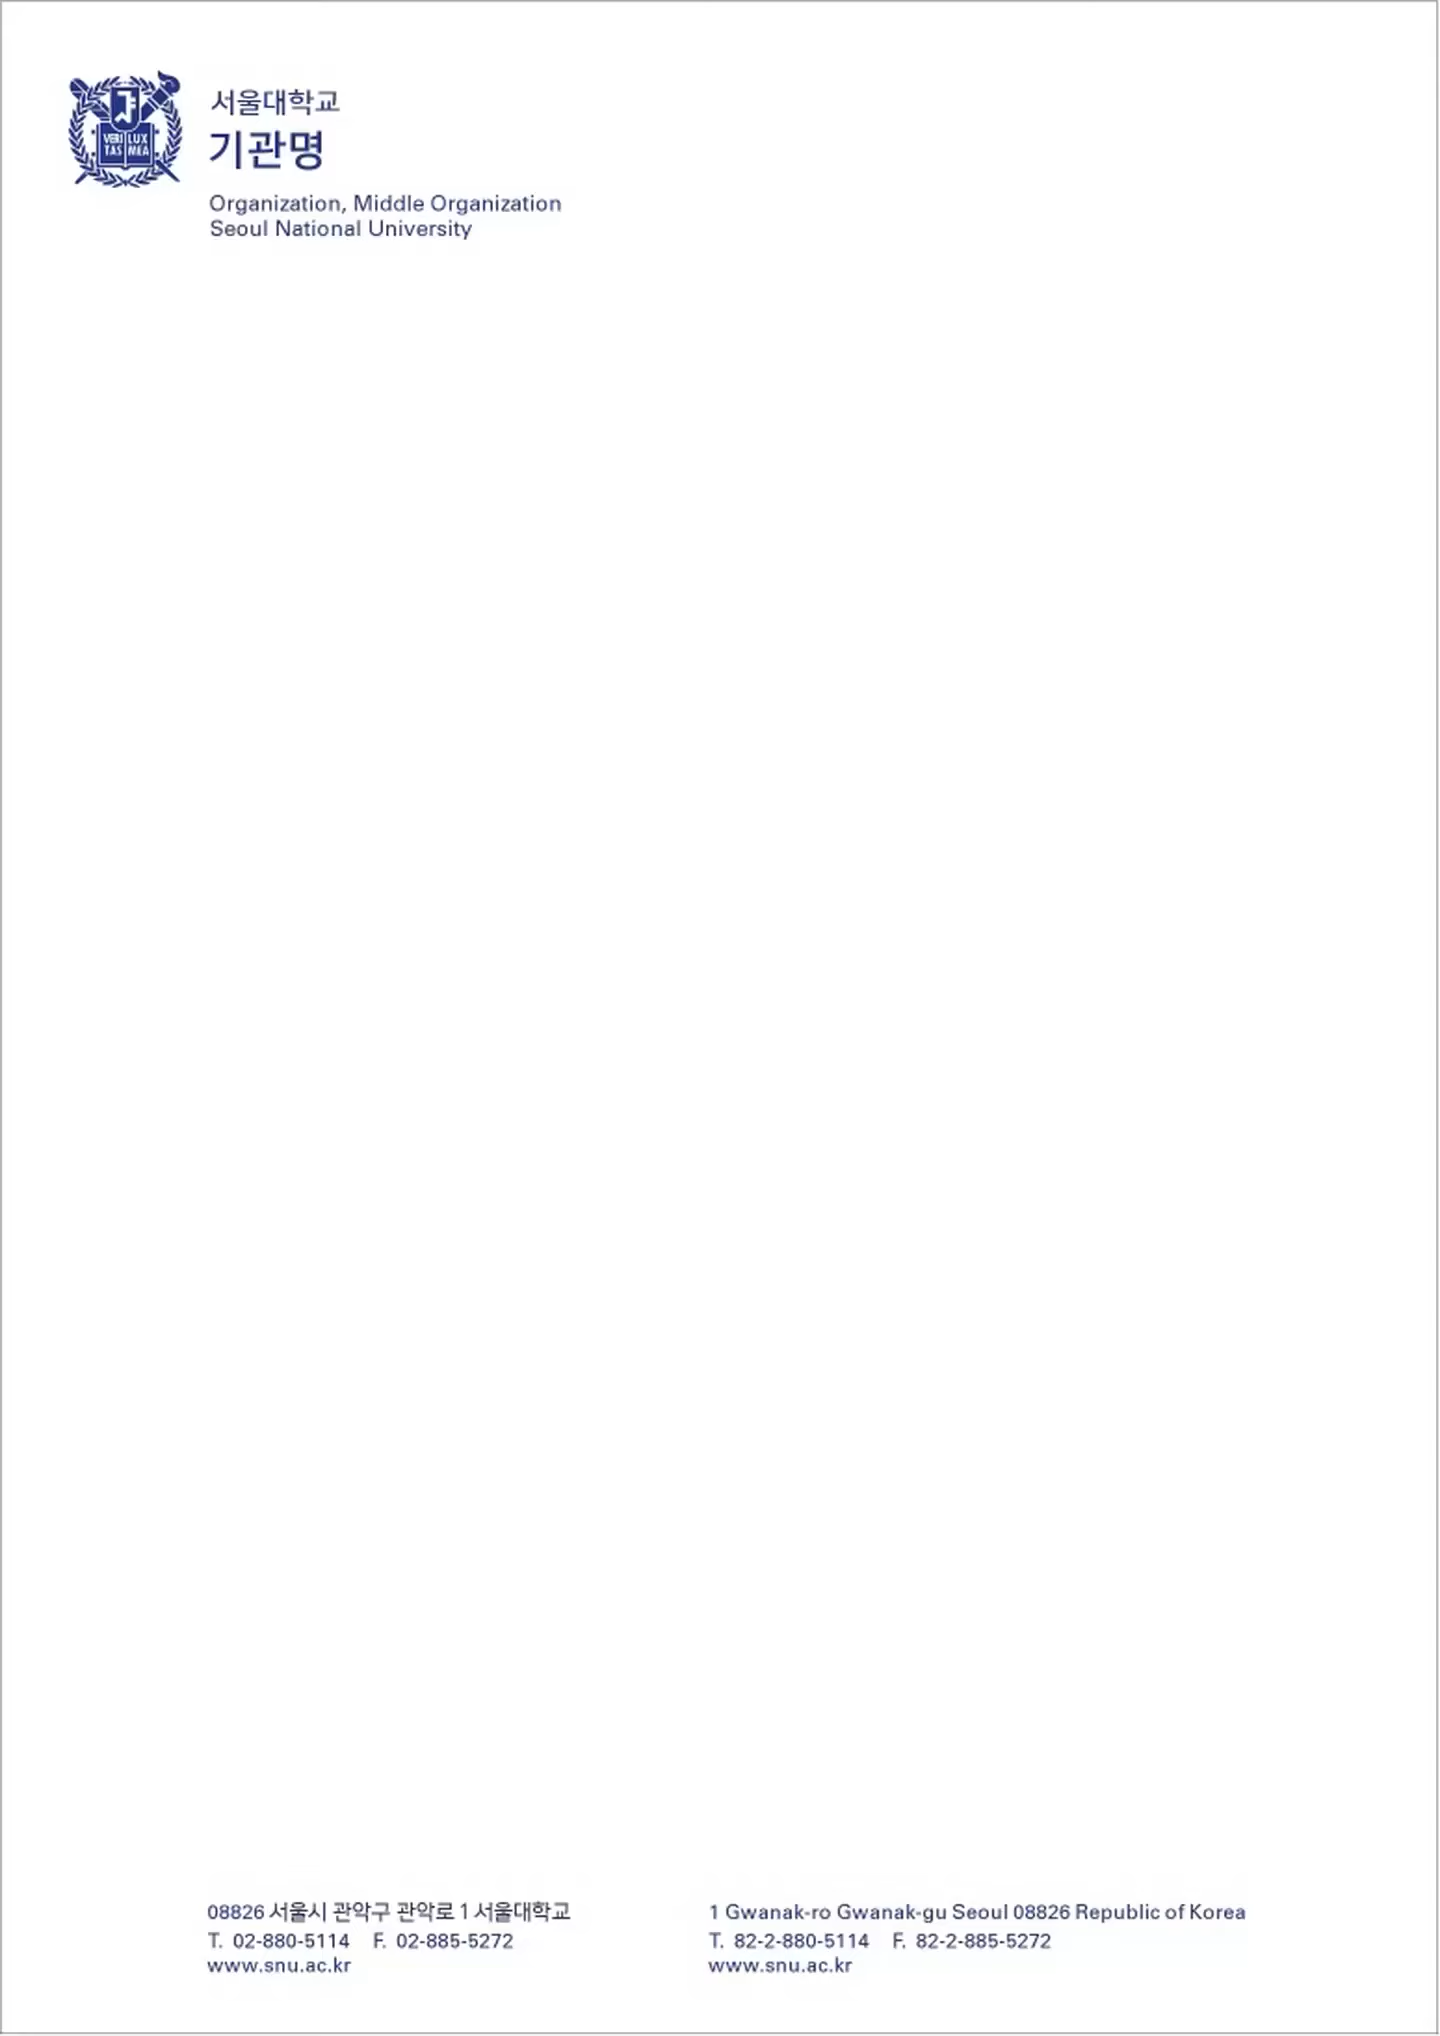 VERI LUX
TAS MEA
서울대학교
기관명
Organization, Middle Organization
Seoul National University
08826 서울시 관악구 관악로 1 서울대학교
T. 02-880-5114 F. 02-885-5272
www.snu.ac.kr
1 Gwanak-ro Gwanak-gu Seoul 08826 Republic of Korea
T. 82-2-880-5114 F. 82-2-885-5272
www.snu.ac.kr